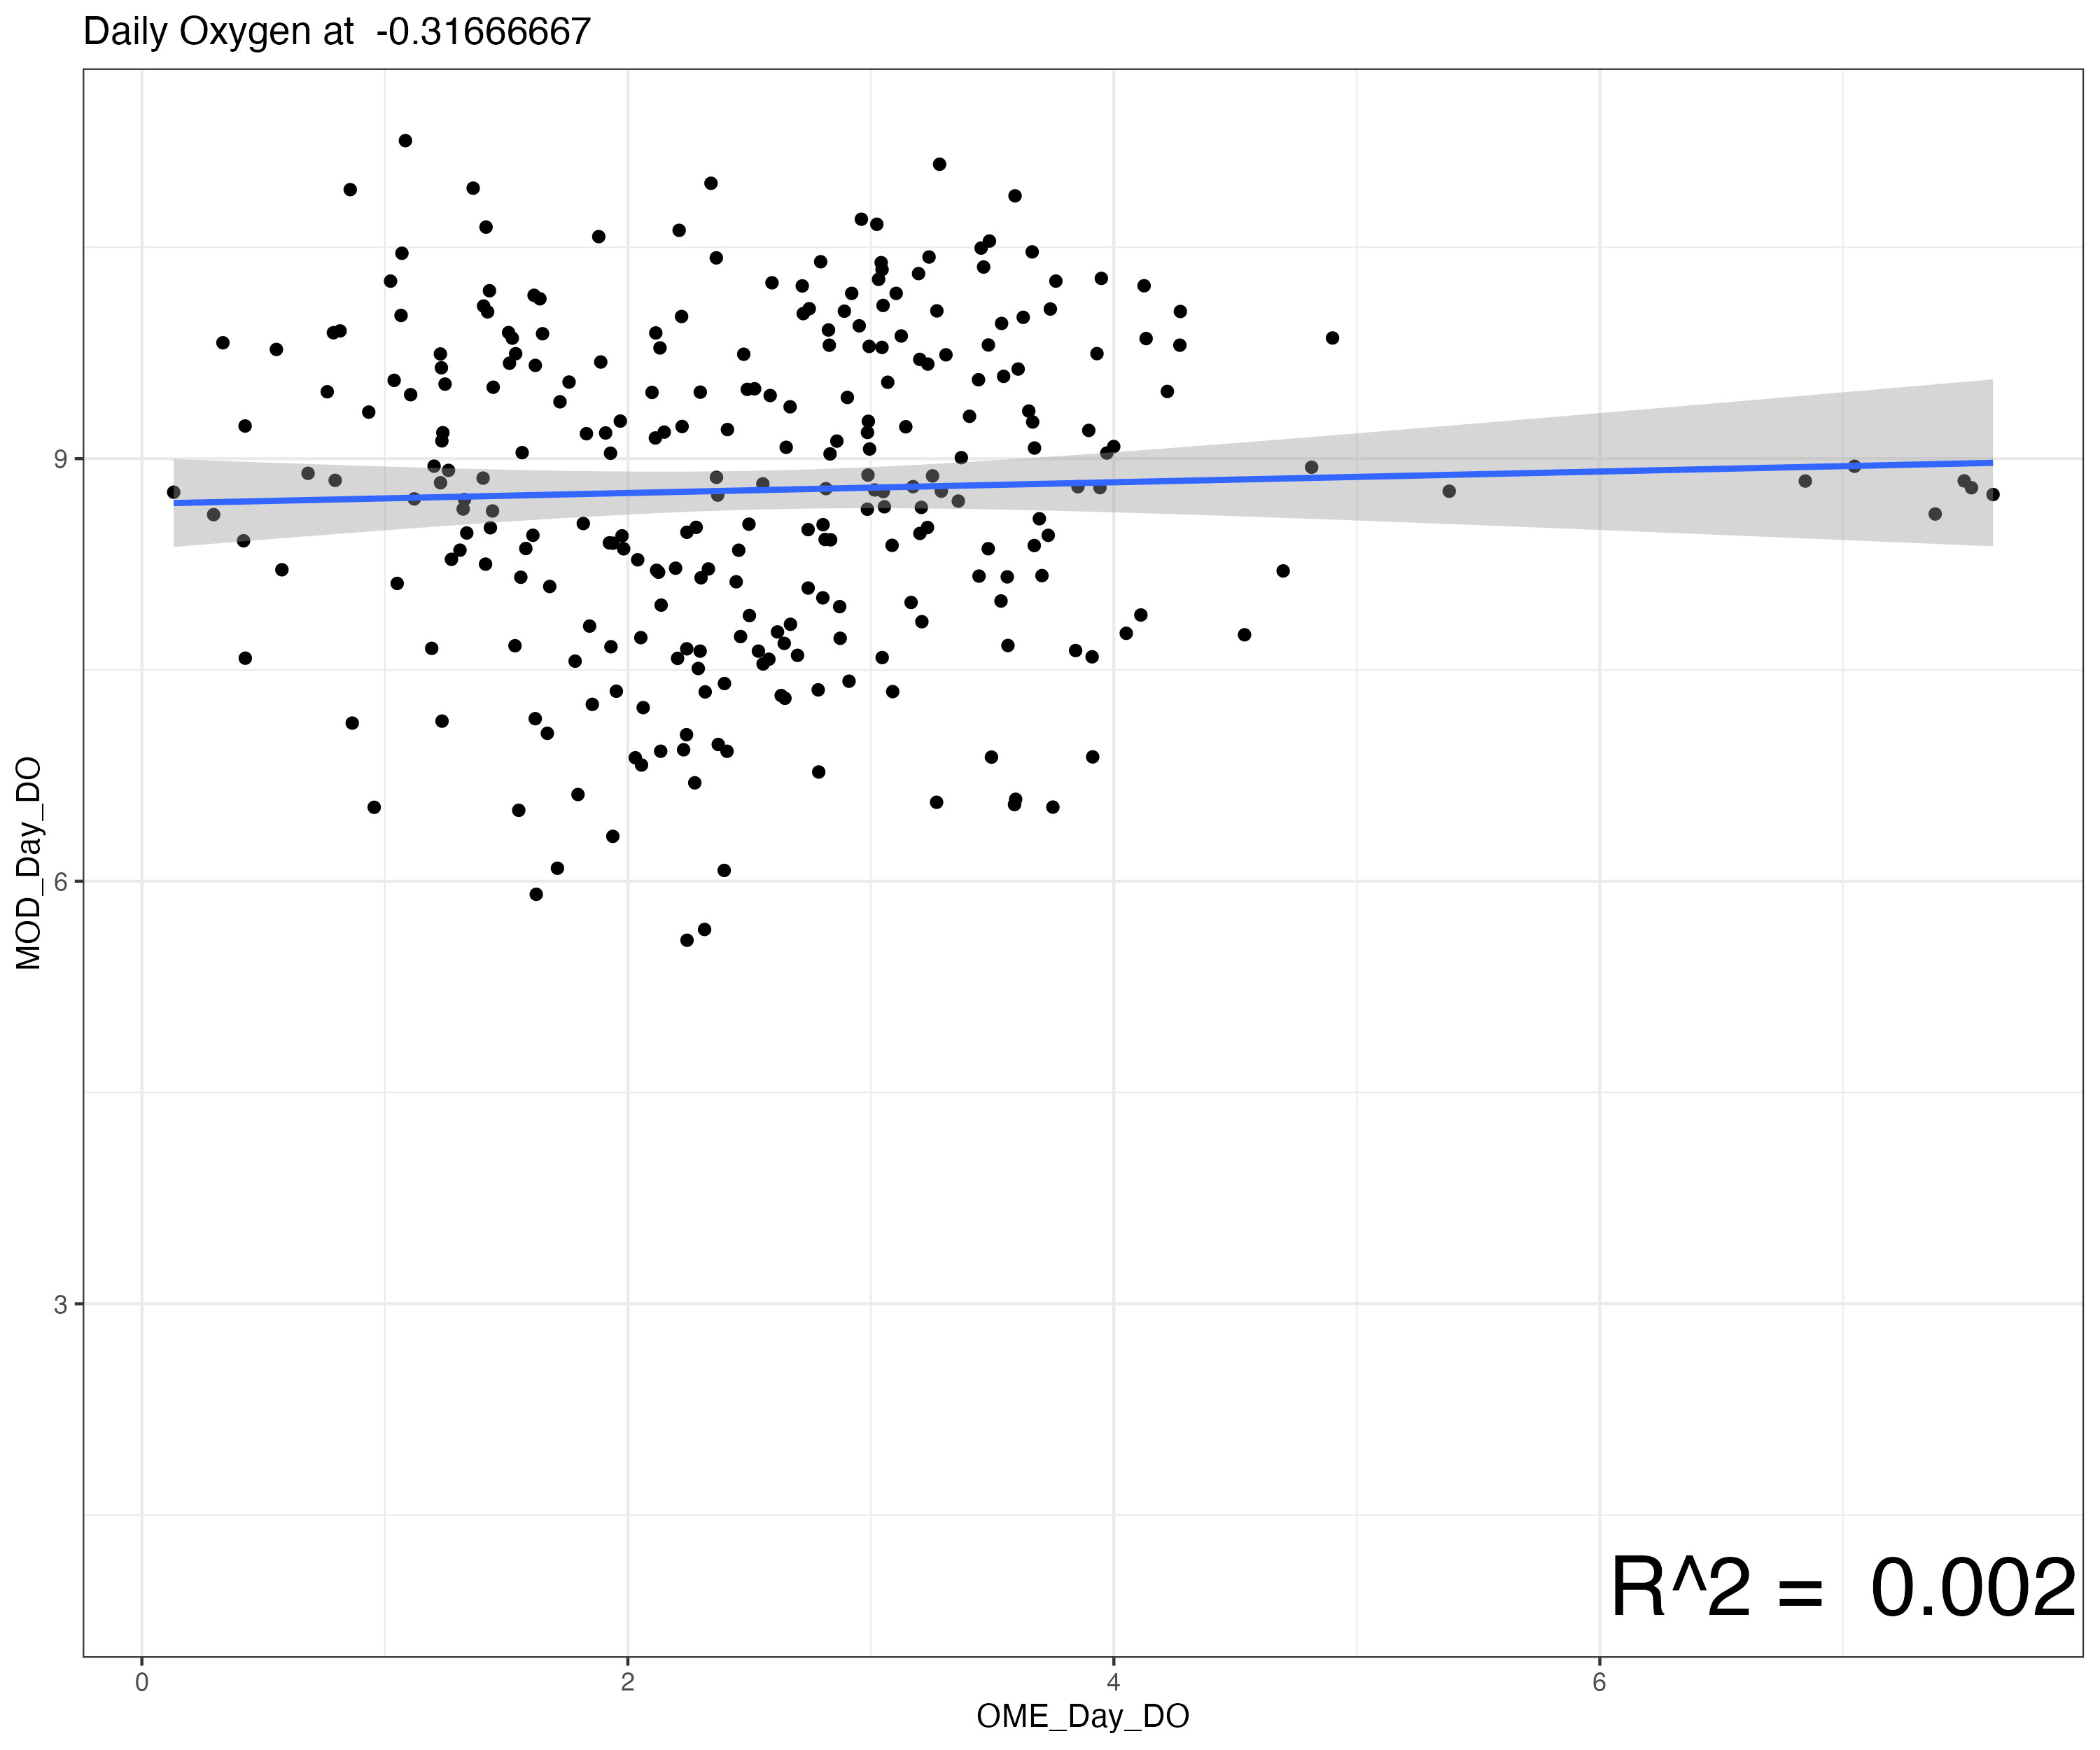 Daily Oxygen at  -0.31666667
MOD_Day_DO
9
6
3
R^2 =  0.002
0
2
4
6
OME_Day_DO